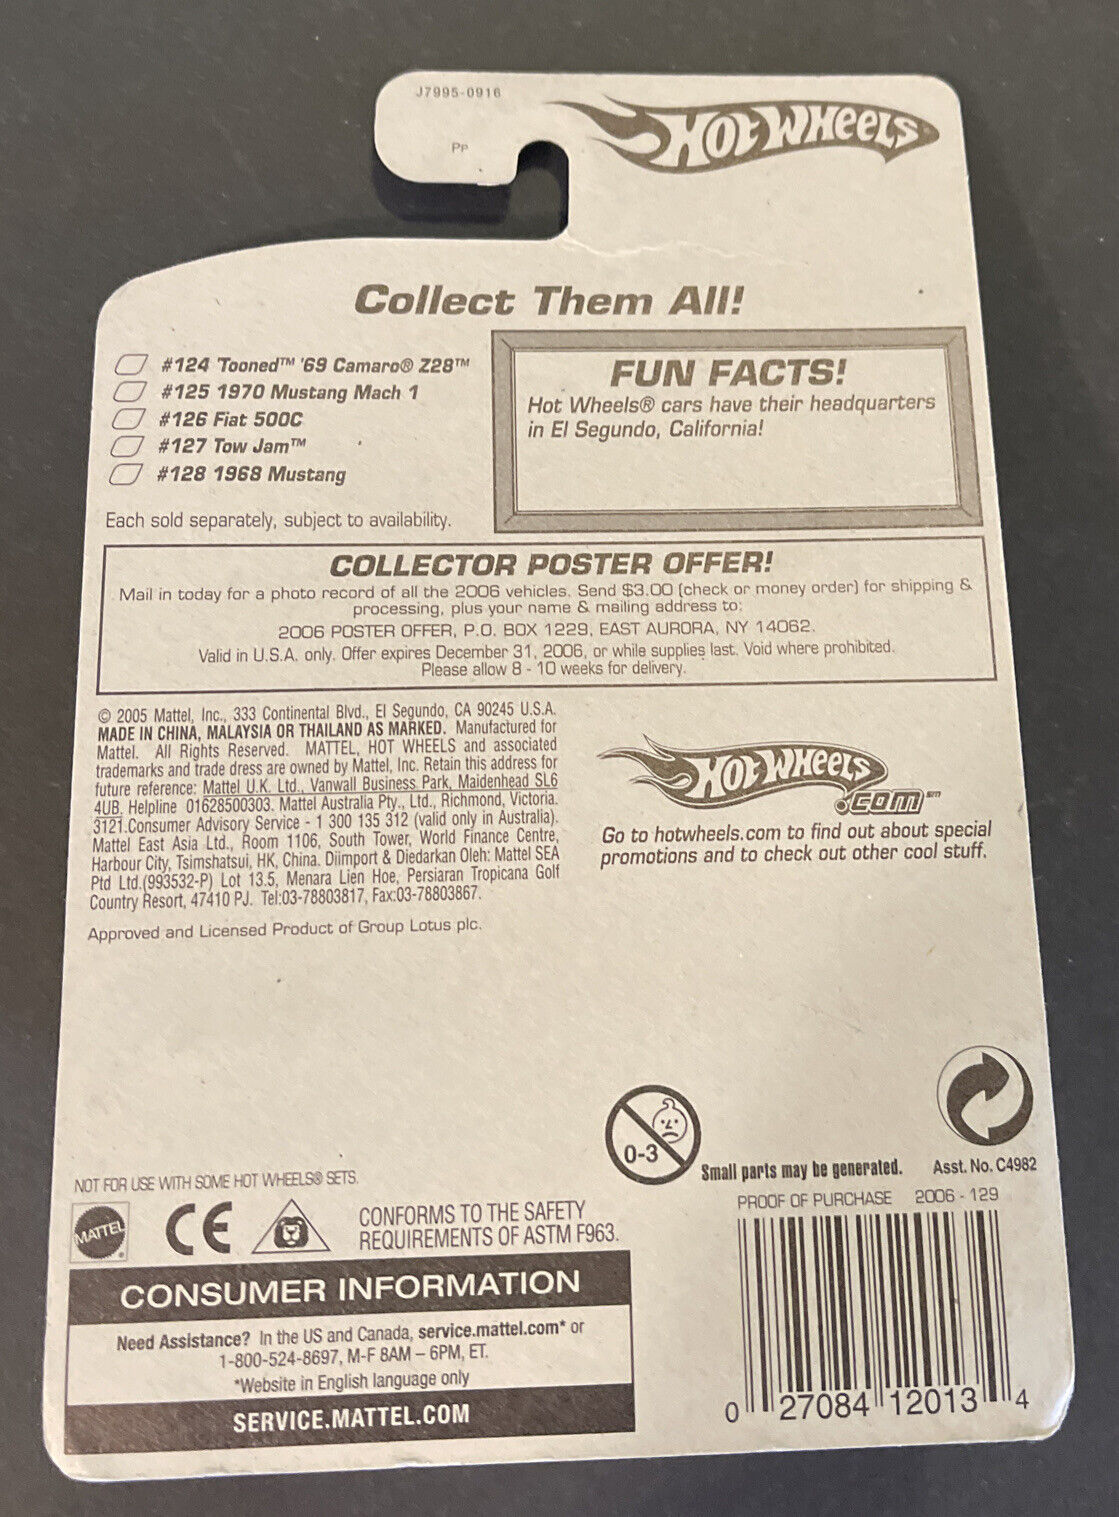 J7995-0916
Pp
HOT WHEELS
Collect Them All!
#124 'Tooned™ '69 Camaro® Z28™
#125 1970 Mustang Mach 1
#126 Fiat 500C
#127 Tow Jam™
#128 1968 Mustang
Each sold separately, subject to availability.
FUN FACTS!
Hot Wheels® cars have their headquarters
in El Segundo, California!
COLLECTOR POSTER OFFER!
Mail in today for a photo record of all the 2006 vehicles. Send $3.00 (check or money order) for shipping &
processing, plus your name & mailing address to:
2006 POSTER OFFER, P.O. BOX 1229, EAST AURORA, NY 14062.
Valid in U.S.A. only. Offer expires December 31, 2006, or while supplies last. Void where prohibited.
Please allow 8 - 10 weeks for delivery.
© 2005 Mattel, Inc., 333 Continental Blvd., El Segundo, CA 90245 U.S.A.
MADE IN CHINA, MALAYSIA OR THAILAND AS MARKED. Manufactured for
Mattel. All Rights Reserved. MATTEL, HOT WHEELS and associated
trademarks and trade dress are owned by Mattel, Inc. Retain this address for
future reference: Mattel U.K. Ltd., Vanwall Business Park, Maidenhead SL6
4UB. Helpline 01628500303. Mattel Australia Pty., Ltd., Richmond, Victoria.
3121.Consumer Advisory Service - 1 300 135 312 (valid only in Australia).
Mattel East Asia Ltd., Room 1106, South Tower, World Finance Centre,
Harbour City, Tsimshatsui, HK, China. Diimport & Diedarkan Oleh: Mattel SEA
Ptd Ltd.(993532-P) Lot 13.5, Menara Lien Hoe, Persiaran Tropicana Golf
Country Resort, 47410 PJ. Tel:03-78803817, Fax:03-78803867.
Approved and Licensed Product of Group Lotus plc.
HOT WHEELS
.com℠
Go to hotwheels.com to find out about special
promotions and to check out other cool stuff.
0-3
Small parts may be generated.
Asst. No. C4982
NOT FOR USE WITH SOME HOT WHEELS® SETS.
MATTEL
CE
CONFORMS TO THE SAFETY
REQUIREMENTS OF ASTM F963.
CONSUMER INFORMATION
Need Assistance? In the US and Canada, service.mattel.com* or
1-800-524-8697, M-F 8AM – 6PM, ET.
*Website in English language only
SERVICE.MATTEL.COM
PROOF OF PURCHASE 2006 - 129
0 27084 12013 4